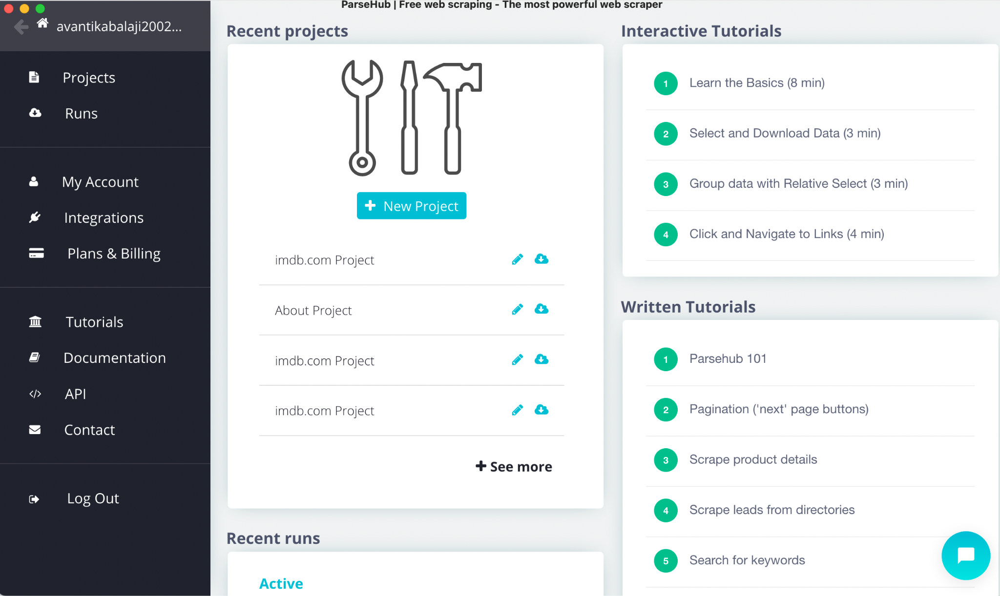 ParseHub | Free web scraping - The most powerful web scraper
avantikabalaji2002...
Projects
Runs
My Account
Integrations
Plans & Billing
Tutorials
Documentation
API
Contact
Log Out
Recent projects
New Project
imdb.com Project
About Project
imdb.com Project
imdb.com Project
See more
Recent runs
Active
Interactive Tutorials
1 Learn the Basics (8 min)
2 Select and Download Data (3 min)
3 Group data with Relative Select (3 min)
4 Click and Navigate to Links (4 min)
Written Tutorials
1 Parsehub 101
2 Pagination ('next' page buttons)
3 Scrape product details
4 Scrape leads from directories
5 Search for keywords